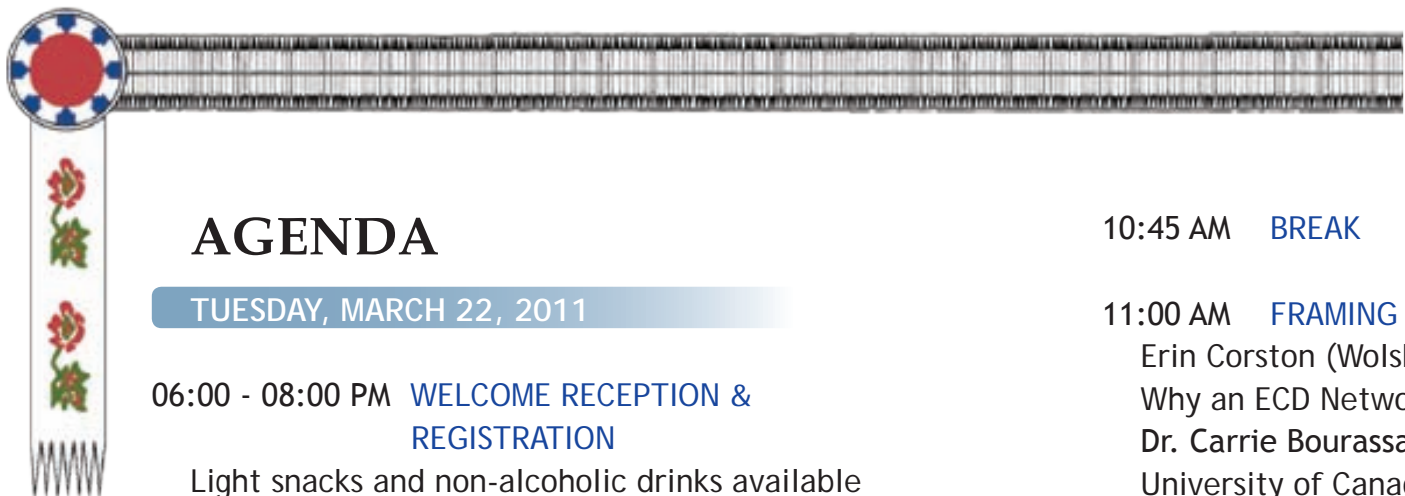 AGENDA
TUESDAY, MARCH 22, 2011
06:00 - 08:00 PM WELCOME RECEPTION &
REGISTRATION
Light snacks and non-alcoholic drinks available
10:45 AM BREAK
11:00 AM FRAMING
Erin Corston
Why an ECD
Dr. Carrie Bourassa
University of